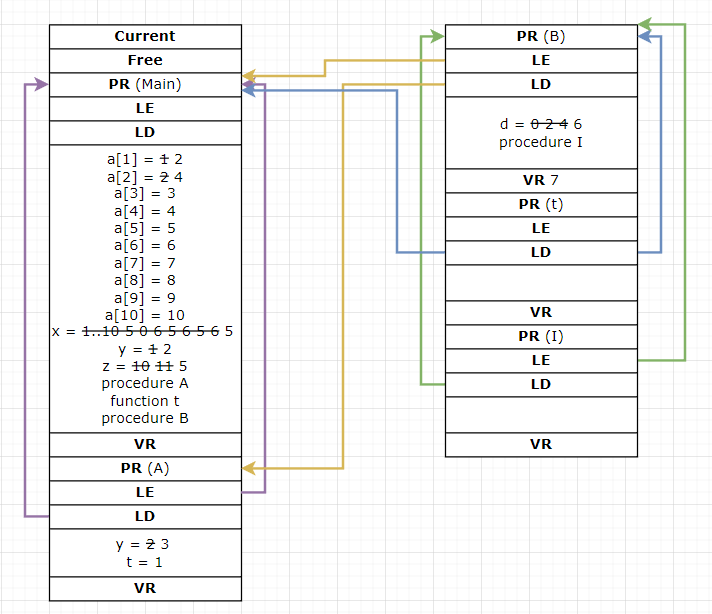 Current
Free
PR (Main)
LE
LD
a[1] = 1 2
a[2] = 2 4
a[3] = 3
a[4] = 4
a[5] = 5
a[6] = 6
a[7] = 7
a[8] = 8
a[9] = 9
a[10] = 10
x = 1..10 5 0 6 5 6 5 6 5
y = 1 2
z = 10 11 5
procedure A
function t
procedure B
VR
PR (A)
LE
LD
y = 2 3
t = 1
VR
PR (B)
LE
LD
d = 0 2 4 6
procedure I
VR 7
PR (t)
LE
LD
VR
PR (I)
LE
LD
VR